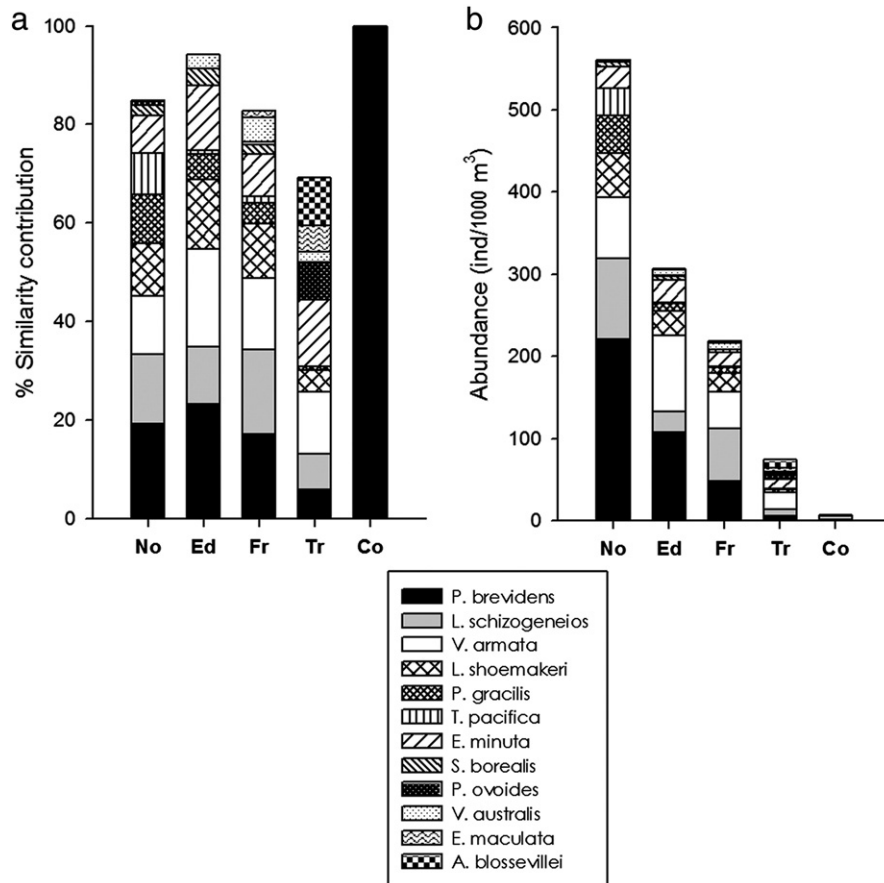 a
b
100
80
60
40
20
0
% Similarity contribution
No Ed Fr Tr Co
600
500
400
300
200
100
0
Abundance (ind/1000 m³)
No Ed Fr Tr Co
P. brevidens
L. schizogeneios
V. armata
L. shoemakeri
P. gracilis
T. pacifica
E. minuta
S. borealis
P. ovoides
V. australis
E. maculata
A. blossevillei